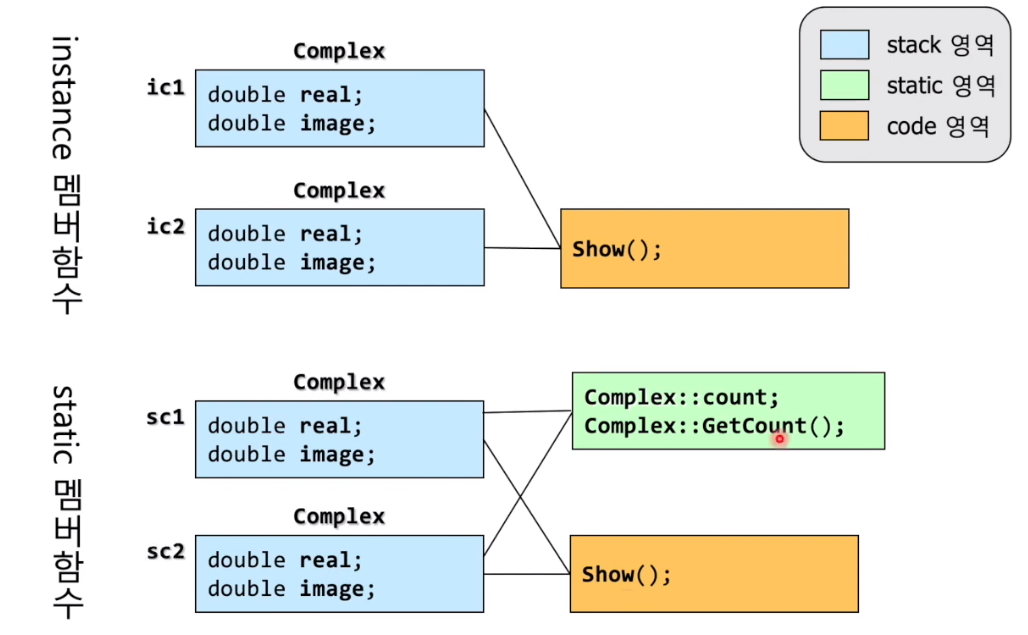 instance 멤버함수
Complex
ic1
double real;
double image;
Complex
ic2
double real;
double image;
Show();
stack 영역
static 영역
code 영역
static 멤버함수
Complex
sc1
double real;
double image;
Complex
sc2
double real;
double image;
Complex::count;
Complex::GetCount();
Show();